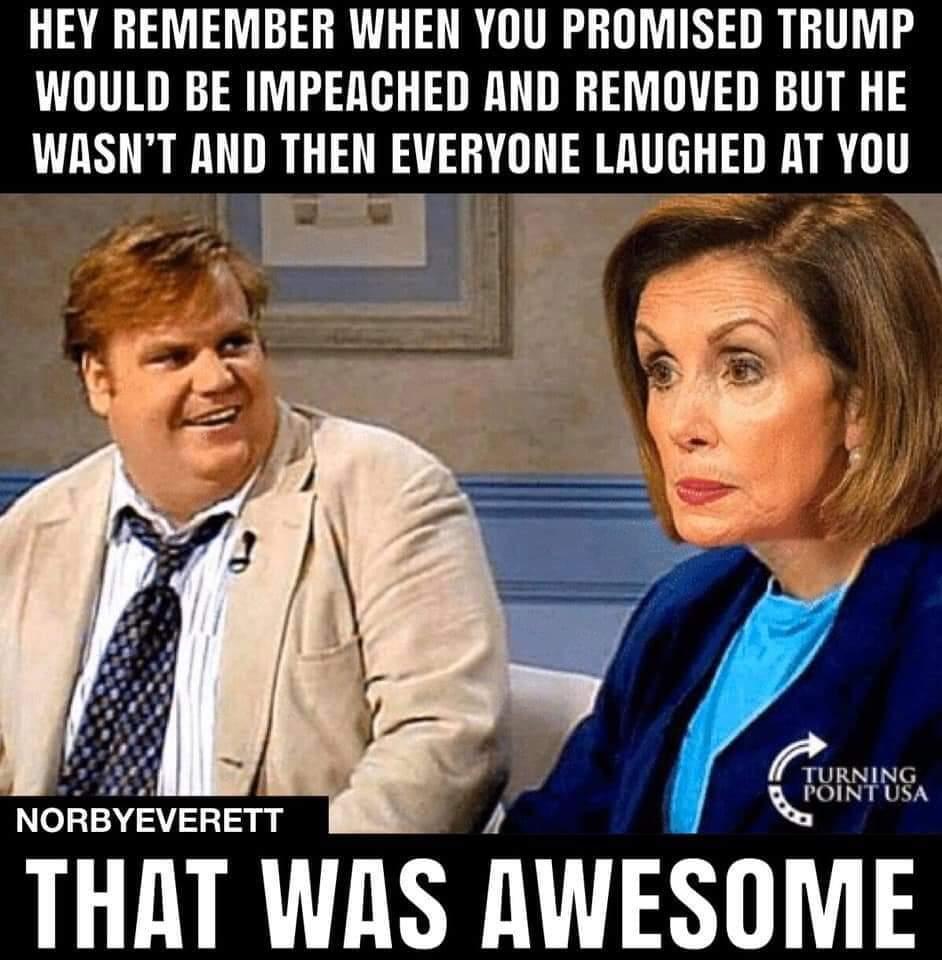 HEY REMEMBER WHEN YOU PROMISED TRUMP
WOULD BE IMPEACHED AND REMOVED BUT HE
WASN'T AND THEN EVERYONE LAUGHED AT YOU
TURNING
POINT USA
NORBYEVERETT
THAT WAS AWESOME